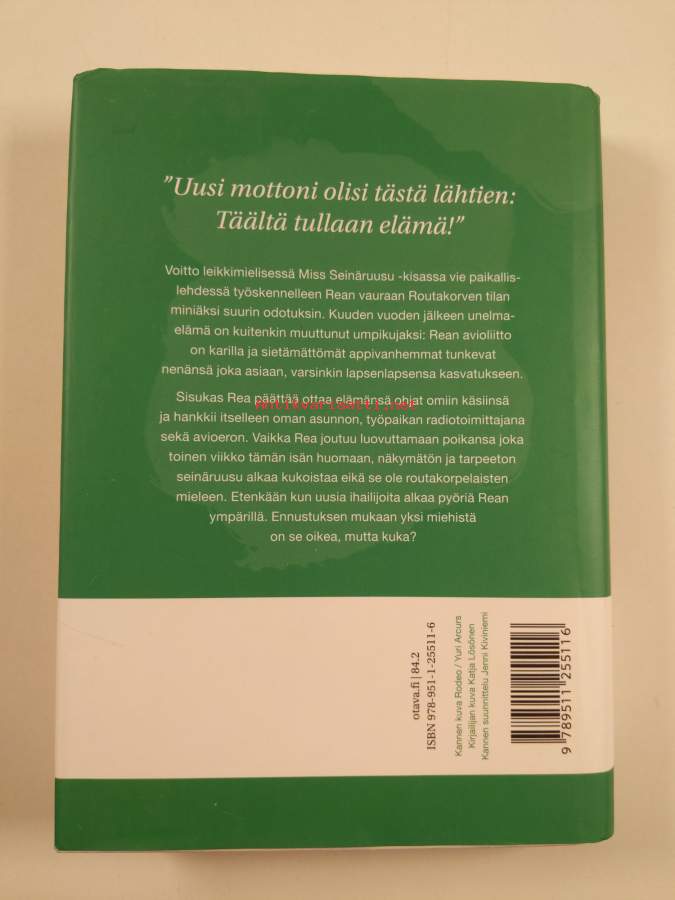 ”Uusi mottoni olisi tästä lähtien:
Täältä tullaan elämä!”
Voitto leikkimielisessä Miss Seinäruusu -kisassa vie paikallis-
lehdessä työskennelleen Rean vauraan Routakorven tilan
miniäksi suurin odotuksin. Kuuden vuoden jälkeen unelma-
elämä on kuitenkin muuttunut umpikujaksi: Rean avioliitto
on karilla ja sietämättömät appivanhemmat tunkevat
nenänsä joka asiaan, varsinkin lapsenlapsensa kasvatukseen.
Sisukas Rea päättää ottaa elämänsä ohjat omiin käsiinsä
antikvariaatti.net
ja hankkii itselleen oman asunnon, työpaikan radiotoimittajana
sekä avioeron. Vaikka Rea joutuu luovuttamaan poikansa joka
toinen viikko tämän isän huomaan, näkymätön ja tarpeeton
seinäruusu alkaa kukoistaa eikä se ole routakorpelaisten
mieleen. Etenkään kun uusia ihailijoita alkaa pyöriä Rean
ympärillä. Ennustuksen mukaan yksi miehistä
on se oikea, mutta kuka?
otava.fi | 84.2
ISBN 978-951-1-25511-6
Kannen kuva Rodeo / Yuri Arcurs
Kirjailijan kuva Katja Lösönen
Kannen suunnittelu Jenni Kiviniemi
9 789511 255116